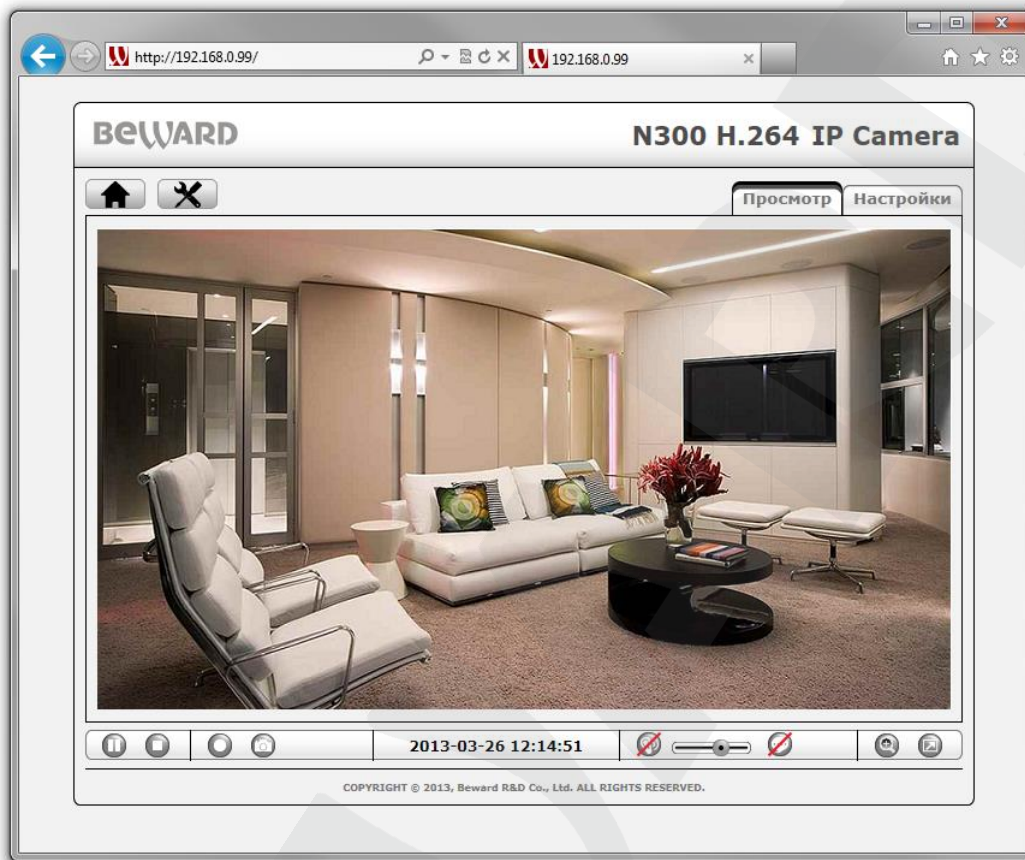 http://192.168.0.99/
192.168.0.99
BEWARD
N300 H.264 IP Camera
Просмотр
Настройки
2013-03-26 12:14:51
COPYRIGHT © 2013, Beward R&D Co., Ltd. ALL RIGHTS RESERVED.